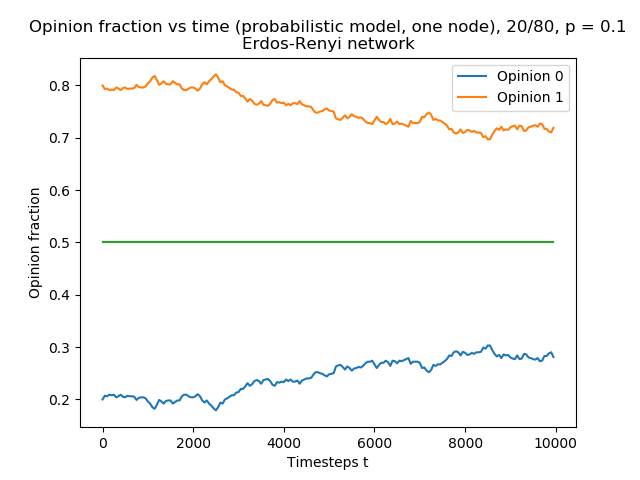 Opinion fraction vs time (probabilistic model, one node), 20/80, p = 0.1
Erdos-Renyi network
Opinion 0
Opinion 1
Opinion fraction
0.8
0.7
0.6
0.5
0.4
0.3
0.2
0 2000 4000 6000 8000 10000
Timesteps t